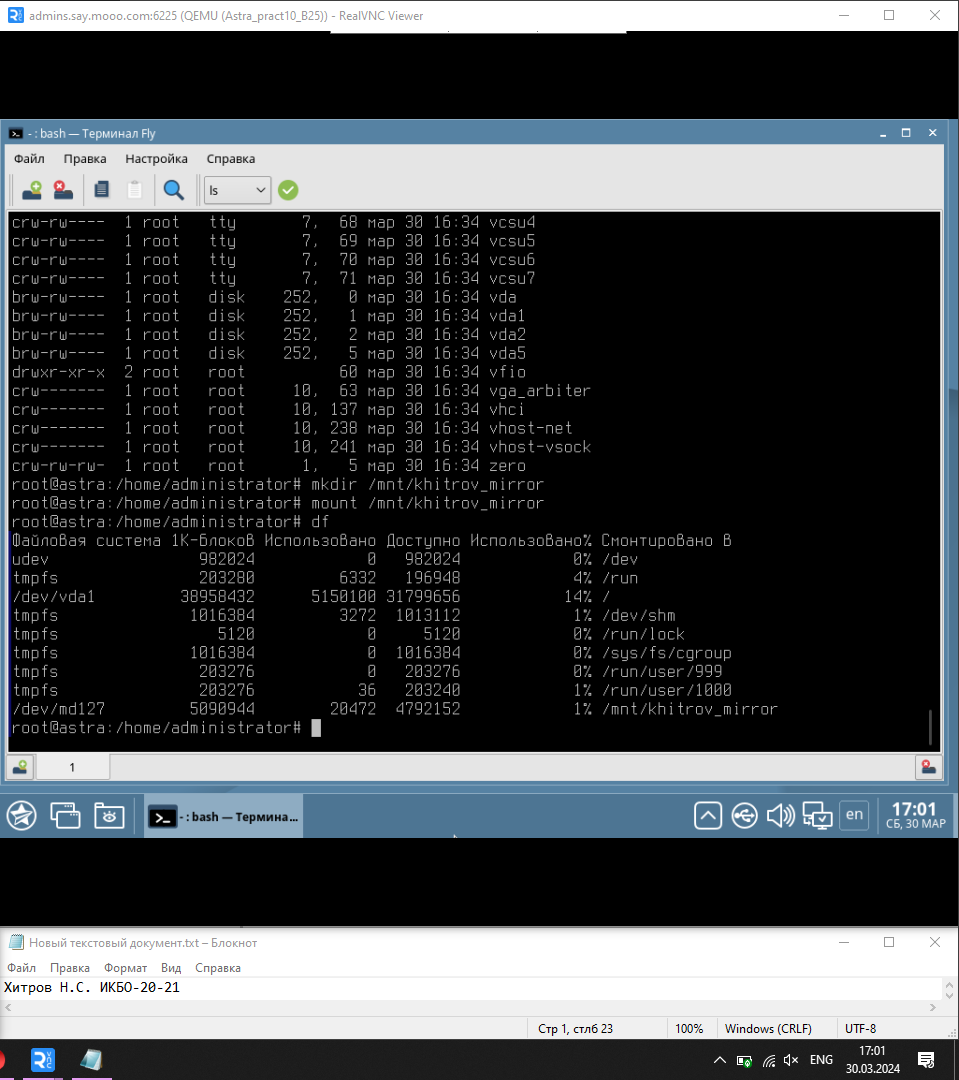 admins.say.mooo.com:6225 (QEMU (Astra_pract10_B25)) - RealVNC Viewer
- : bash — Терминал Fly
Файл Правка Настройка Справка
ls
crw-rw---- 1 root tty 7, 68 мар 30 16:34 vcsu4
crw-rw---- 1 root tty 7, 69 мар 30 16:34 vcsu5
crw-rw---- 1 root tty 7, 70 мар 30 16:34 vcsu6
crw-rw---- 1 root tty 7, 71 мар 30 16:34 vcsu7
brw-rw---- 1 root disk 252, 0 мар 30 16:34 vda
brw-rw---- 1 root disk 252, 1 мар 30 16:34 vda1
brw-rw---- 1 root disk 252, 2 мар 30 16:34 vda2
brw-rw---- 1 root disk 252, 5 мар 30 16:34 vda5
drwxr-xr-x 2 root root 60 мар 30 16:34 vfio
crw------- 1 root root 10, 63 мар 30 16:34 vga_arbiter
crw------- 1 root root 10, 137 мар 30 16:34 vhci
crw------- 1 root root 10, 238 мар 30 16:34 vhost-net
crw------- 1 root root 10, 241 мар 30 16:34 vhost-vsock
crw-rw-rw- 1 root root 1, 5 мар 30 16:34 zero
root@astra:/home/administrator# mkdir /mnt/khitrov_mirror
root@astra:/home/administrator# mount /mnt/khitrov_mirror
root@astra:/home/administrator# df
Файловая система 1К-блоков Использовано Доступно Использовано% Смонтировано в
udev 982024 0 982024 0% /dev
tmpfs 203280 6332 196948 4% /run
/dev/vda1 38958432 5150100 31799656 14% /
tmpfs 1016384 3272 1013112 1% /dev/shm
tmpfs 5120 0 5120 0% /run/lock
tmpfs 1016384 0 1016384 0% /sys/fs/cgroup
tmpfs 203276 0 203276 0% /run/user/999
tmpfs 203276 36 203240 1% /run/user/1000
/dev/md127 5090944 20472 4792152 1% /mnt/khitrov_mirror
root@astra:/home/administrator#
1
- : bash — Термина...
en
17:01
СБ, 30 МАР
Новый текстовый документ.txt – Блокнот
Файл Правка Формат Вид Справка
Хитров Н.С. ИКБО-20-21
Стр 1, стлб 23 100% Windows (CRLF) UTF-8
ENG
17:01
30.03.2024